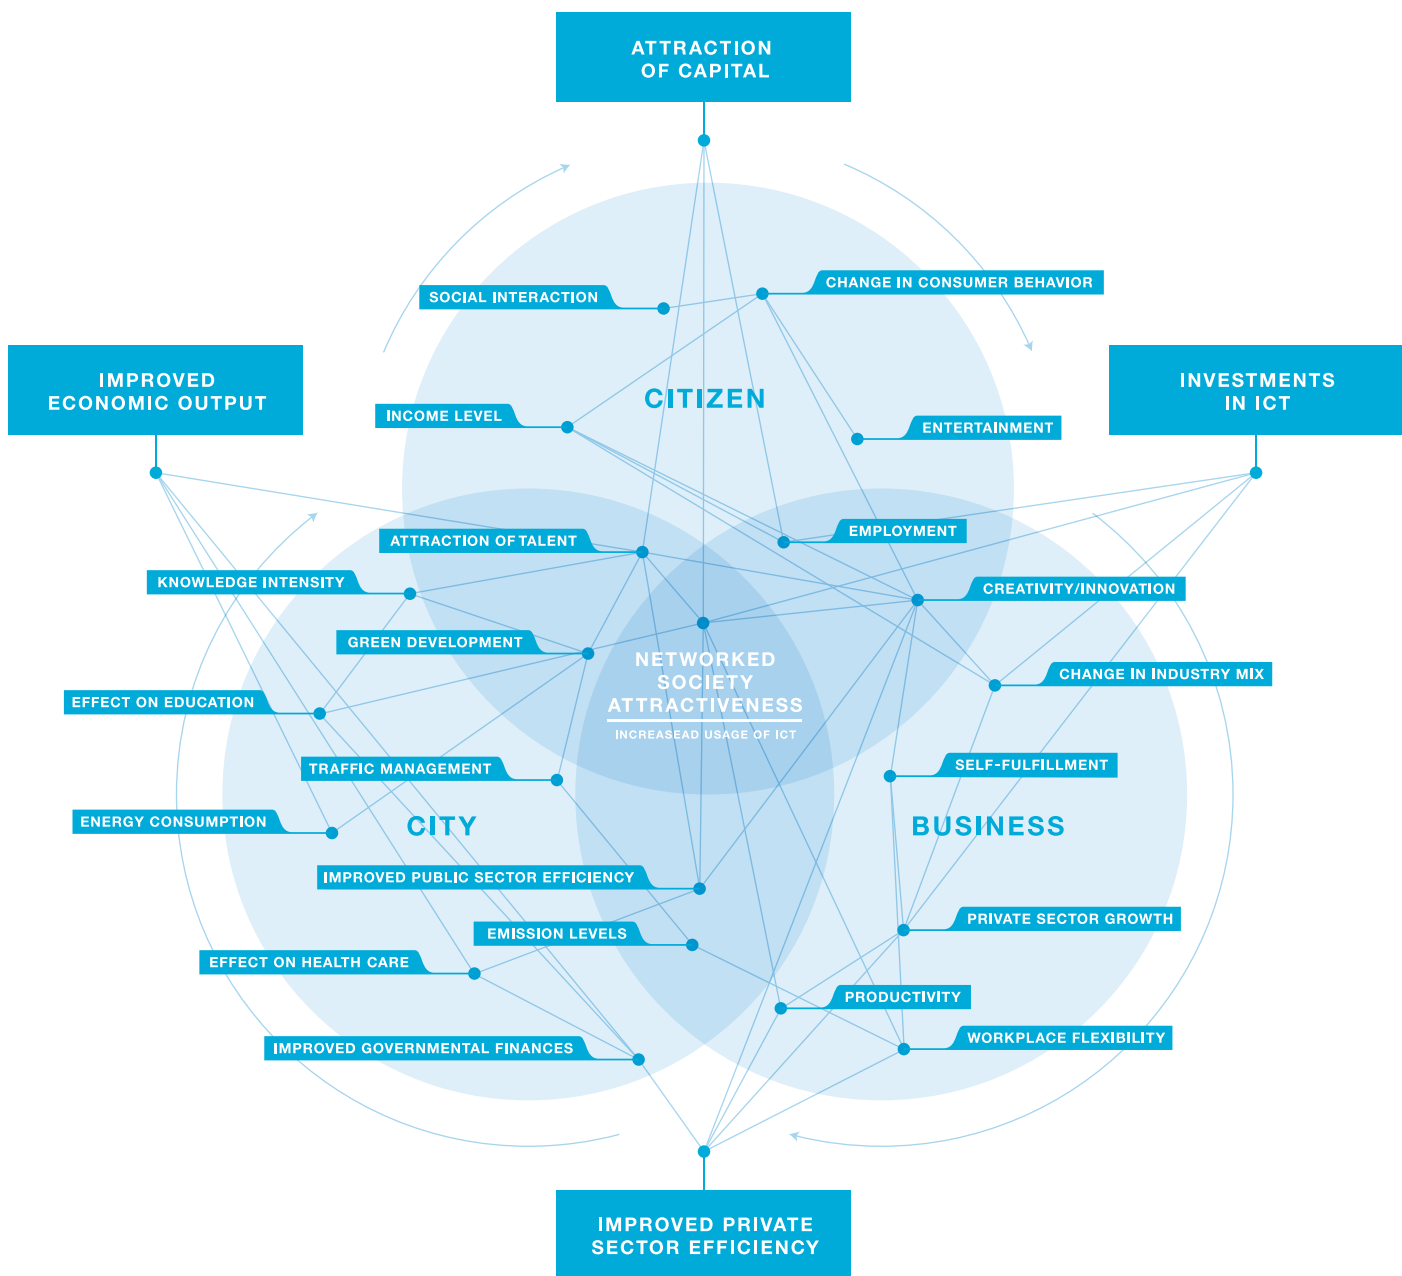 ATTRACTION
OF CAPITAL
CHANGE IN CONSUMER BEHAVIOR
SOCIAL INTERACTION
IMPROVED
ECONOMIC OUTPUT
INVESTMENTS
IN ICT
CITIZEN
INCOME LEVEL
ENTERTAINMENT
EMPLOYMENT
ATTRACTION OF TALENT
KNOWLEDGE INTENSITY
CREATIVITY/INNOVATION
GREEN DEVELOPMENT
NETWORKED
SOCIETY
ATTRACTIVENESS
INCREASEAD USAGE OF ICT
CHANGE IN INDUSTRY MIX
EFFECT ON EDUCATION
TRAFFIC MANAGEMENT
SELF-FULFILLMENT
ENERGY CONSUMPTION
CITY
BUSINESS
IMPROVED PUBLIC SECTOR EFFICIENCY
PRIVATE SECTOR GROWTH
EMISSION LEVELS
EFFECT ON HEALTH CARE
PRODUCTIVITY
WORKPLACE FLEXIBILITY
IMPROVED GOVERNMENTAL FINANCES
IMPROVED PRIVATE
SECTOR EFFICIENCY